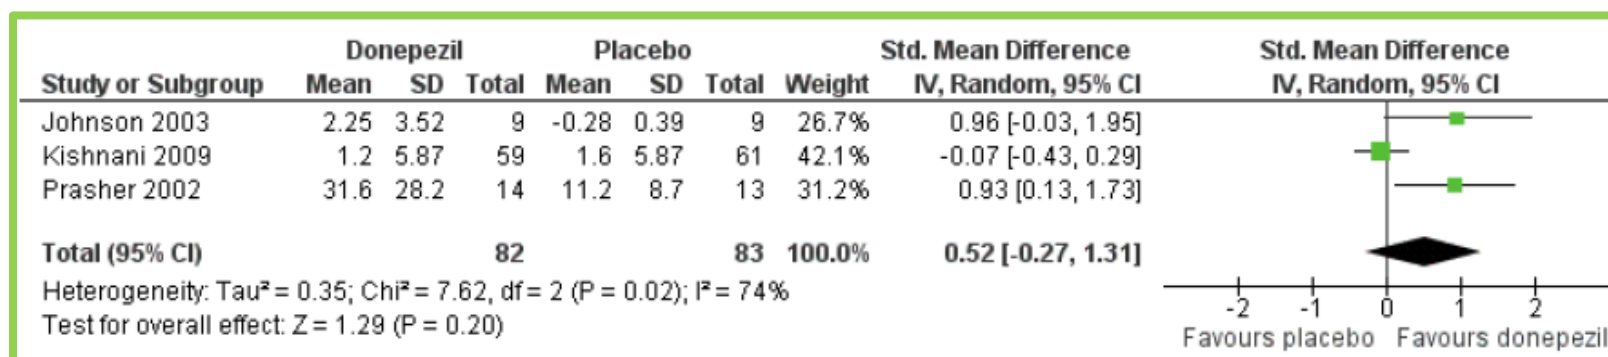 Donepezil Placebo Std. Mean Difference Std. Mean Difference
Study or Subgroup Mean SD Total Mean SD Total Weight IV, Random, 95% CI IV, Random, 95% CI
Johnson 2003 2.25 3.52 9 -0.28 0.39 9 26.7% 0.96 [-0.03, 1.95]
Kishnani 2009 1.2 5.87 59 1.6 5.87 61 42.1% -0.07 [-0.43, 0.29]
Prasher 2002 31.6 28.2 14 11.2 8.7 13 31.2% 0.93 [0.13, 1.73]
Total (95% CI) 82 83 100.0% 0.52 [-0.27, 1.31]
Heterogeneity: Tau² = 0.35; Chi² = 7.62, df = 2 (P = 0.02); I² = 74%
Test for overall effect: Z = 1.29 (P = 0.20)
-2 -1 0 1 2
Favours placebo Favours donepezil